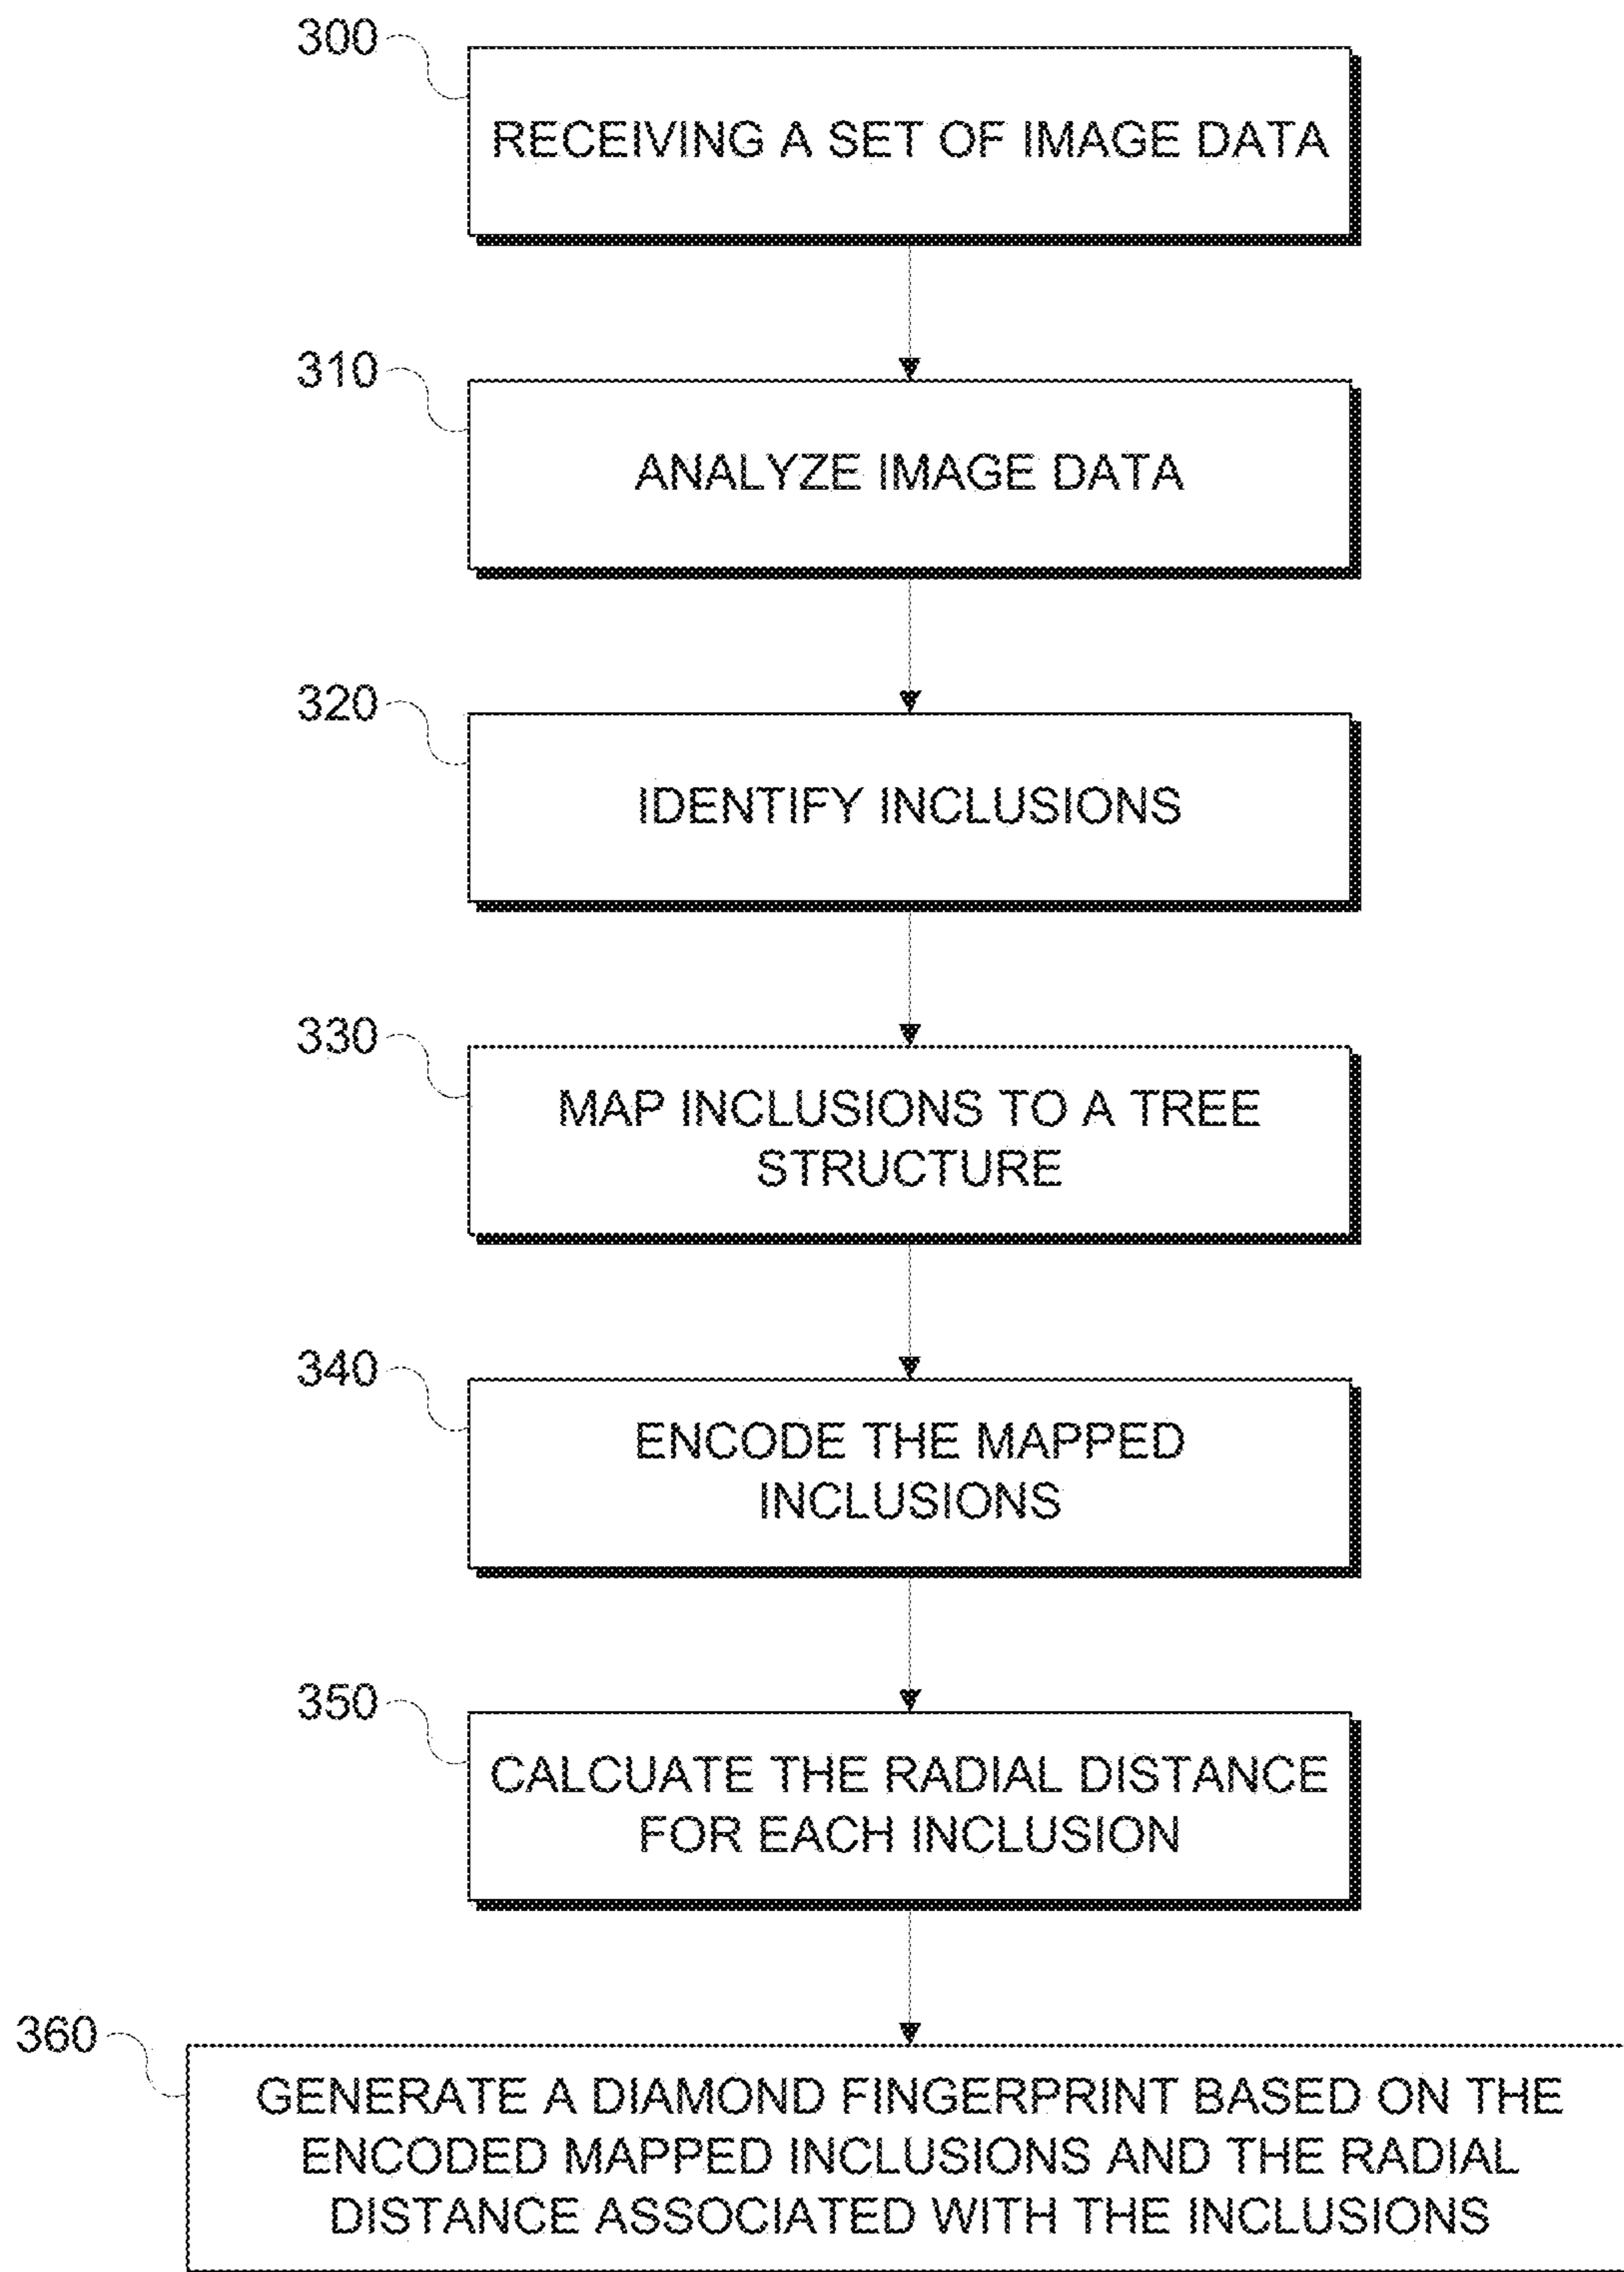 300
RECEIVING A SET OF IMAGE DATA
310
ANALYZE IMAGE DATA
320
IDENTIFY INCLUSIONS
330
MAP INCLUSIONS TO A TREE
STRUCTURE
340
ENCODE THE MAPPED
INCLUSIONS
350
CALCUATE THE RADIAL DISTANCE
FOR EACH INCLUSION
360
GENERATE A DIAMOND FINGERPRINT BASED ON THE
ENCODED MAPPED INCLUSIONS AND THE RADIAL
DISTANCE ASSOCIATED WITH THE INCLUSIONS